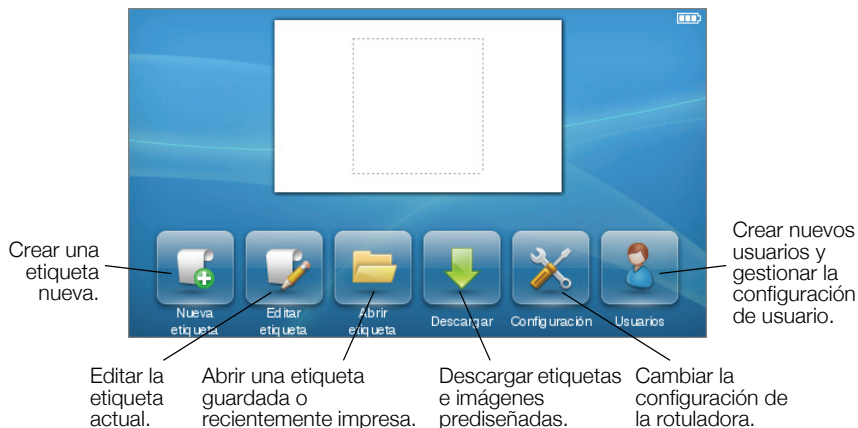 Crear una
etiqueta
nueva.
Nueva
etiqueta
Editar
etiqueta
Abrir
etiqueta
Descargar
Configuración
Usuarios
Crear nuevos
usuarios y
gestionar la
configuración
de usuario.
Editar la
etiqueta
actual.
Abrir una etiqueta
guardada o
recientemente impresa.
Descargar etiquetas
e imágenes
prediseñadas.
Cambiar la
configuración de
la rotuladora.